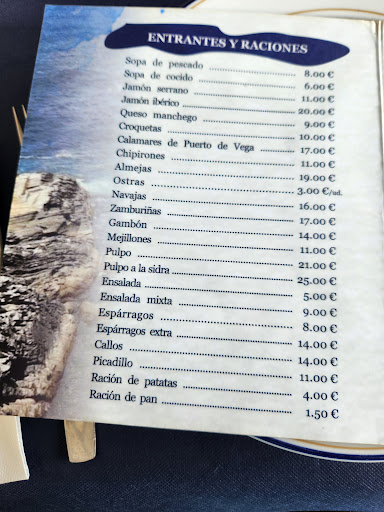 ENTRANTES Y RACIONES
Sopa de pescado 8.00 €
Sopa de cocido 6.00 €
Jamón serrano 11.00 €
Jamón ibérico 20.00 €
Queso manchego 9.00 €
Croquetas 10.00 €
Calamares de Puerto de Vega 17.00 €
Chipirones 11.00 €
Almejas 19.00 €
Ostras 3.00 €/ud.
Navajas 16.00 €
Zamburiñas 17.00 €
Gambón 14.00 €
Mejillones 11.00 €
Pulpo 21.00 €
Pulpo a la sidra 25.00 €
Ensalada 5.00 €
Ensalada mixta 9.00 €
Espárragos 8.00 €
Espárragos extra 14.00 €
Callos 14.00 €
Picadillo 11.00 €
Ración de patatas 4.00 €
Ración de pan 1.50 €